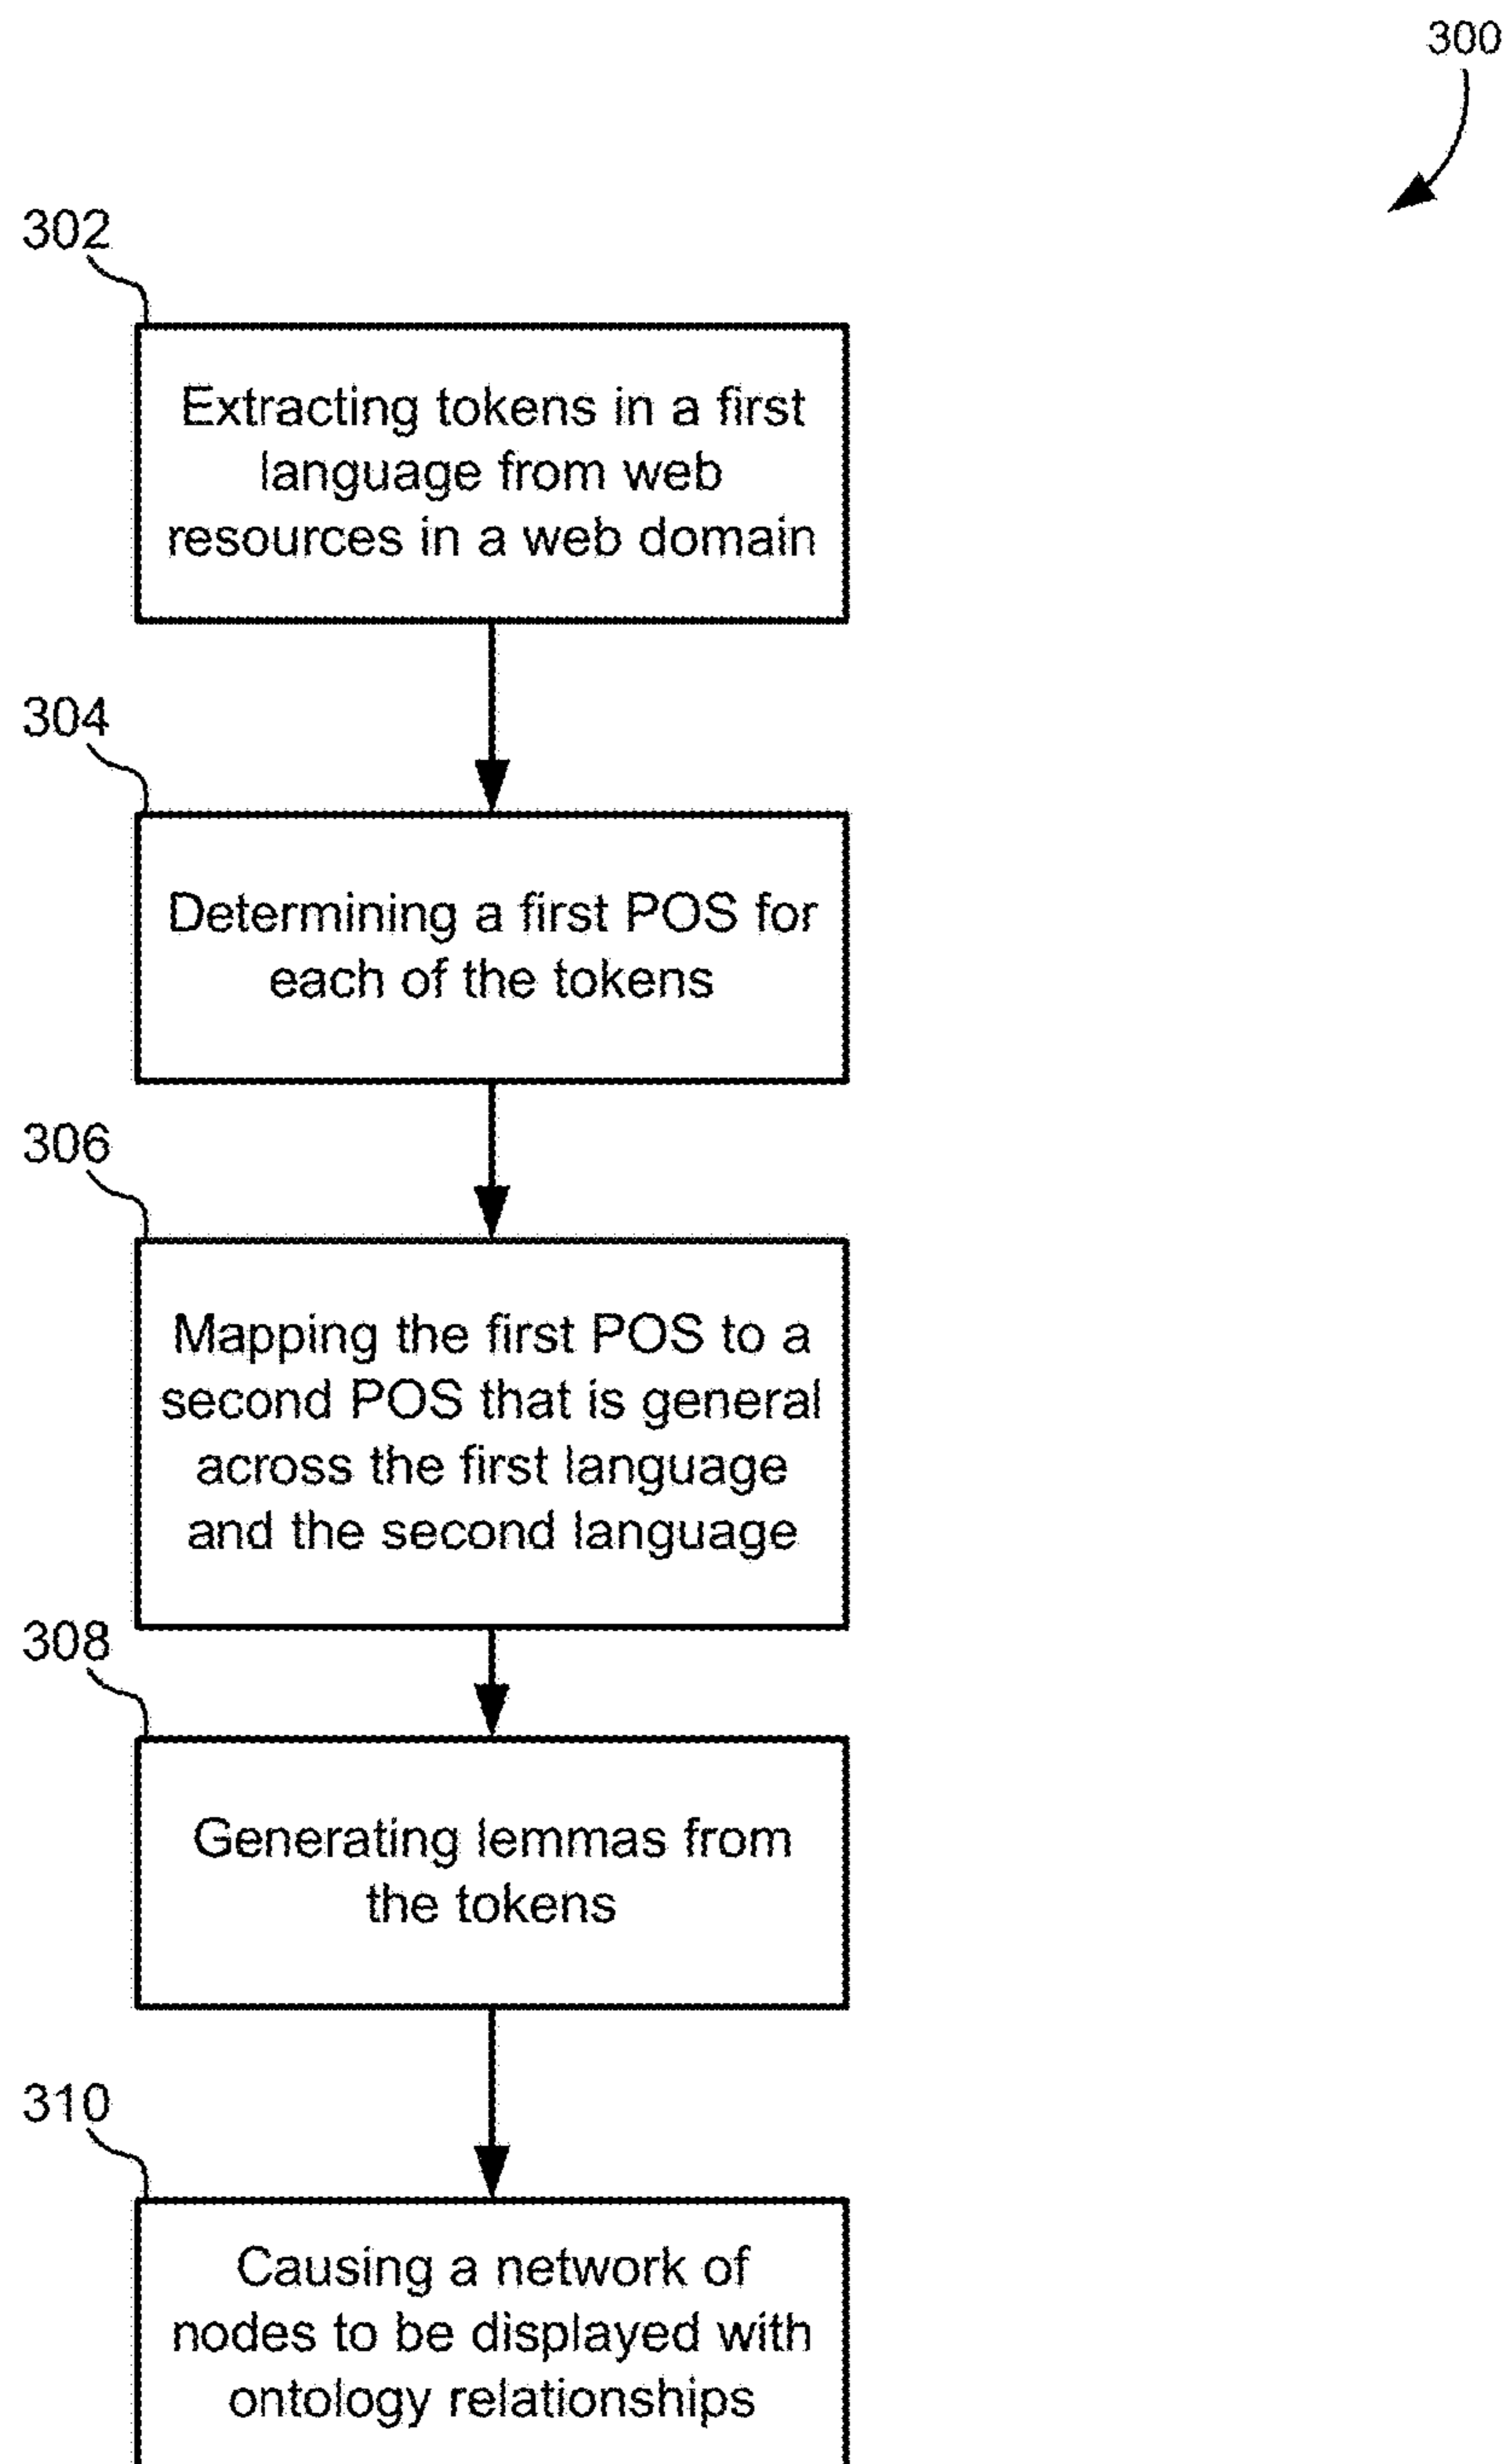 300
302
Extracting tokens in a first
language from web
resources in a web domain
304
Determining a first POS for
each of the tokens
306
Mapping the first POS to a
second POS that is general
across the first language
and the second language
308
Generating lemmas from
the tokens
310
Causing a network of
nodes to be displayed with
ontology relationships